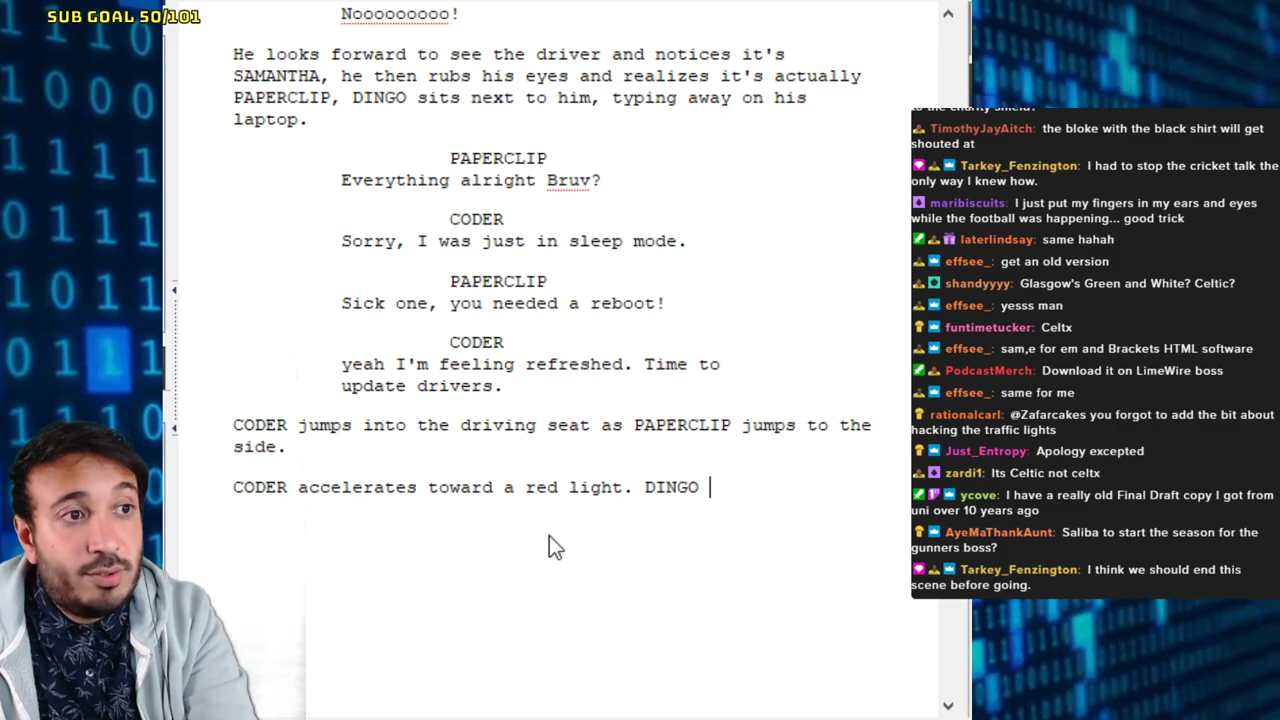 SUB GOAL 50/101
Nooooooooo!
He looks forward to see the driver and notices it's
SAMANTHA, he then rubs his eyes and realizes it's actually
PAPERCLIP, DINGO sits next to him, typing away on his
laptop.
PAPERCLIP
Everything alright Bruv?
CODER
Sorry, I was just in sleep mode.
PAPERCLIP
Sick one, you needed a reboot!
CODER
yeah I'm feeling refreshed. Time to
update drivers.
CODER jumps into the driving seat as PAPERCLIP jumps to the
side.
CODER accelerates toward a red light. DINGO
to the charity shield?
TimothyJayAitch: the bloke with the black shirt will get
shouted at
Tarkey_Fenzington: I had to stop the cricket talk the
only way I knew how.
maribiscuits: I just put my fingers in my ears and eyes
while the football was happening... good trick
laterlindsay: same hahah
effsee_: get an old version
shandyyyy: Glasgow's Green and White? Celtic?
effsee_: yesss man
funtimetucker: Celtx
effsee_: sam,e for em and Brackets HTML software
PodcastMerch: Download it on LimeWire boss
effsee_: same for me
rationalcarl: @Zafarcakes you forgot to add the bit about
hacking the traffic lights
Just_Entropy: Apology excepted
zardi1: Its Celtic not celtx
ycove: I have a really old Final Draft copy I got from
uni over 10 years ago
AyeMaThankAunt: Saliba to start the season for the
gunners boss?
Tarkey_Fenzington: I think we should end this
scene before going.